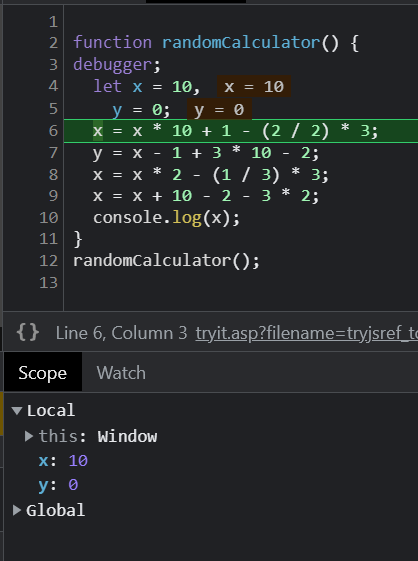 1
2 function randomCalculator() {
3 debugger;
4 let x = 10, x = 10
5 y = 0; y = 0
6 x = x * 10 + 1 - (2 / 2) * 3;
7 y = x - 1 + 3 * 10 - 2;
8 x = x * 2 - (1 / 3) * 3;
9 x = x + 10 - 2 - 3 * 2;
10 console.log(x);
11 }
12 randomCalculator();
13
{} Line 6, Column 3 tryit.asp?filename=tryjsref_to
Scope Watch
Local
this: Window
x: 10
y: 0
Global